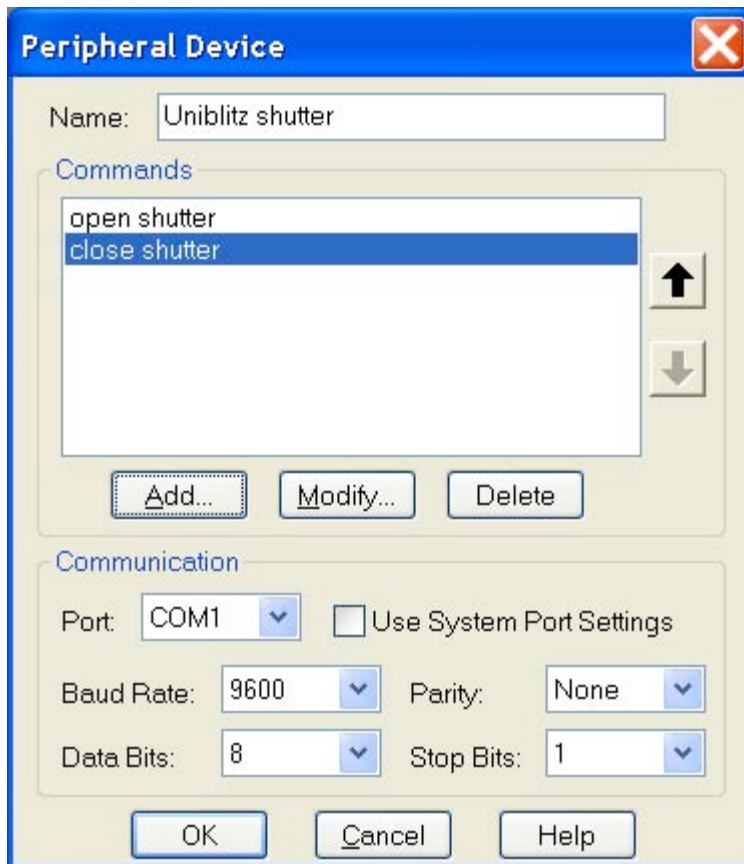 Peripheral Device
Name: Uniblitz shutter
Commands
open shutter
close shutter
Add... Modify... Delete
Communication
Port: COM1 Use System Port Settings
Baud Rate: 9600 Parity: None
Data Bits: 8 Stop Bits: 1
OK Cancel Help